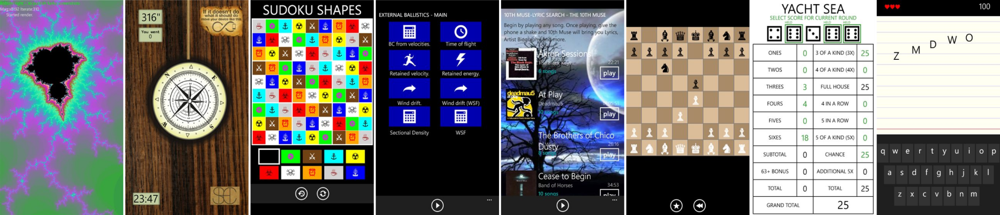 Bottom right ... to publish funky screenshots
Mag:x8192 Iterate:310
Started render.
316"
You went
0
If it doesn't do
what it should do
move your device like this.
N
E
W
S
23:47
SEC
SUDOKU SHAPES
EXTERNAL BALLISTICS - MAIN
BC from velocities.
Time of flight
Retained velocity.
Retained energy.
Wind drift.
Wind drift (WSF)
Sectional Density
WSF
10TH MUSE-LYRIC SEARCH - THE 10TH MUSE
Begin by playing any song. Once playing, give the
phone a shake and 10th Muse will bring you Lyrics,
Artist Biography and more.
Akron Sessions
The Black Keys
22:21
6 songs
play
deadmau5
At Play
Deadmau5
10 songs
play
The Brothers of Chico
Dusty
26:16
8 songs
play
Cease to Begin
Band of Horses
34:53
10 songs
play
YACHT SEA
SELECT SCORE FOR CURRENT ROUND
HELD HELD HELD
ONES 0 3 OF A KIND (3X) 25
TWOS 0 4 OF A KIND (4X) 0
THREES 3 FULL HOUSE 25
FOURS 4 4 IN A ROW 0
FIVES 0 5 IN A ROW 0
SIXES 18 5 OF A KIND (5X) 0
SUBTOTAL 0 CHANCE 25
63+ BONUS 0 ADDITIONAL 5X 0
TOTAL 0 TOTAL 25
GRAND TOTAL 25
100
Z M D W O
q w e r t y u i o p
a s d f g h j k l
z x c v b n m